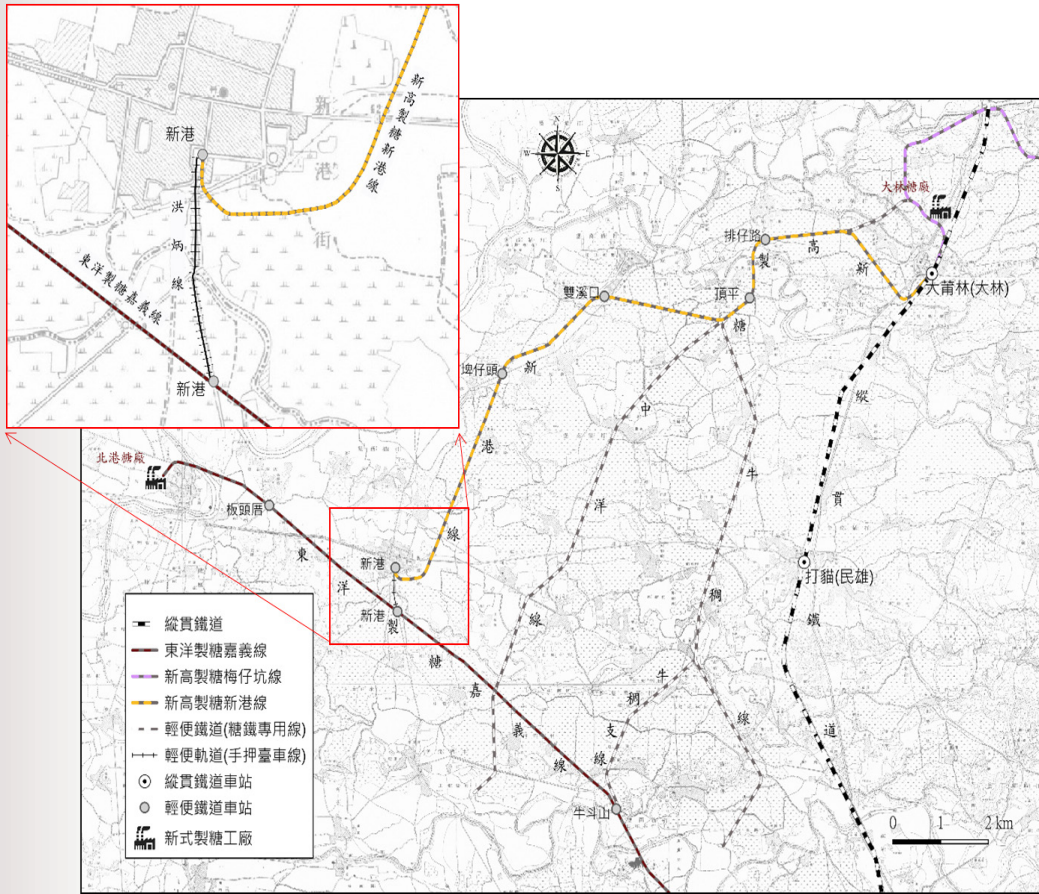 新港
新高製糖新港線
新港街
洪炳線
東洋製糖嘉義線
新港
N
W
E
S
大林糖廠
排仔路
新高製糖
大莆林(大林)
雙溪口
頂平
埤仔頭
新港線
中洋線
牛稠線
縱貫鐵道
北港糖廠
板頭厝
東洋製糖嘉義線
新港
新港
打貓(民雄)
牛稠支線
牛斗山
縱貫鐵道
東洋製糖嘉義線
新高製糖梅仔坑線
新高製糖新港線
輕便鐵道(糖鐵專用線)
輕便軌道(手押臺車線)
縱貫鐵道車站
輕便鐵道車站
新式製糖工廠
0 1 2 km